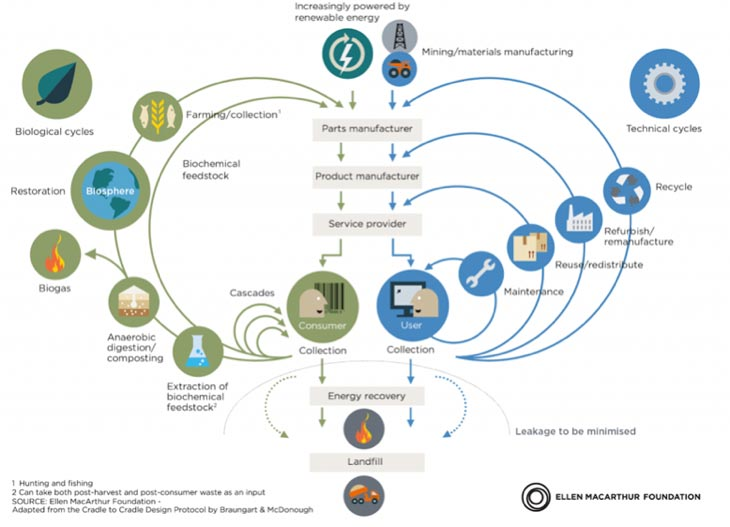 Increasingly powered by
renewable energy
Mining/materials manufacturing
Biological cycles
Farming/collection¹
Technical cycles
Parts manufacturer
Biochemical
feedstock
Product manufacturer
Restoration
Biosphere
Recycle
Service provider
Refurbish/
remanufacture
Reuse/redistribute
Biogas
Maintenance
Cascades
Consumer
User
Anaerobic
digestion/
composting
Collection
Collection
Extraction of
biochemical
feedstock²
Energy recovery
Leakage to be minimised
Landfill
1 Hunting and fishing
2 Can take both post-harvest and post-consumer waste as an input
SOURCE: Ellen MacArthur Foundation -
Adapted from the Cradle to Cradle Design Protocol by Braungart & McDonough
ELLEN MACARTHUR FOUNDATION